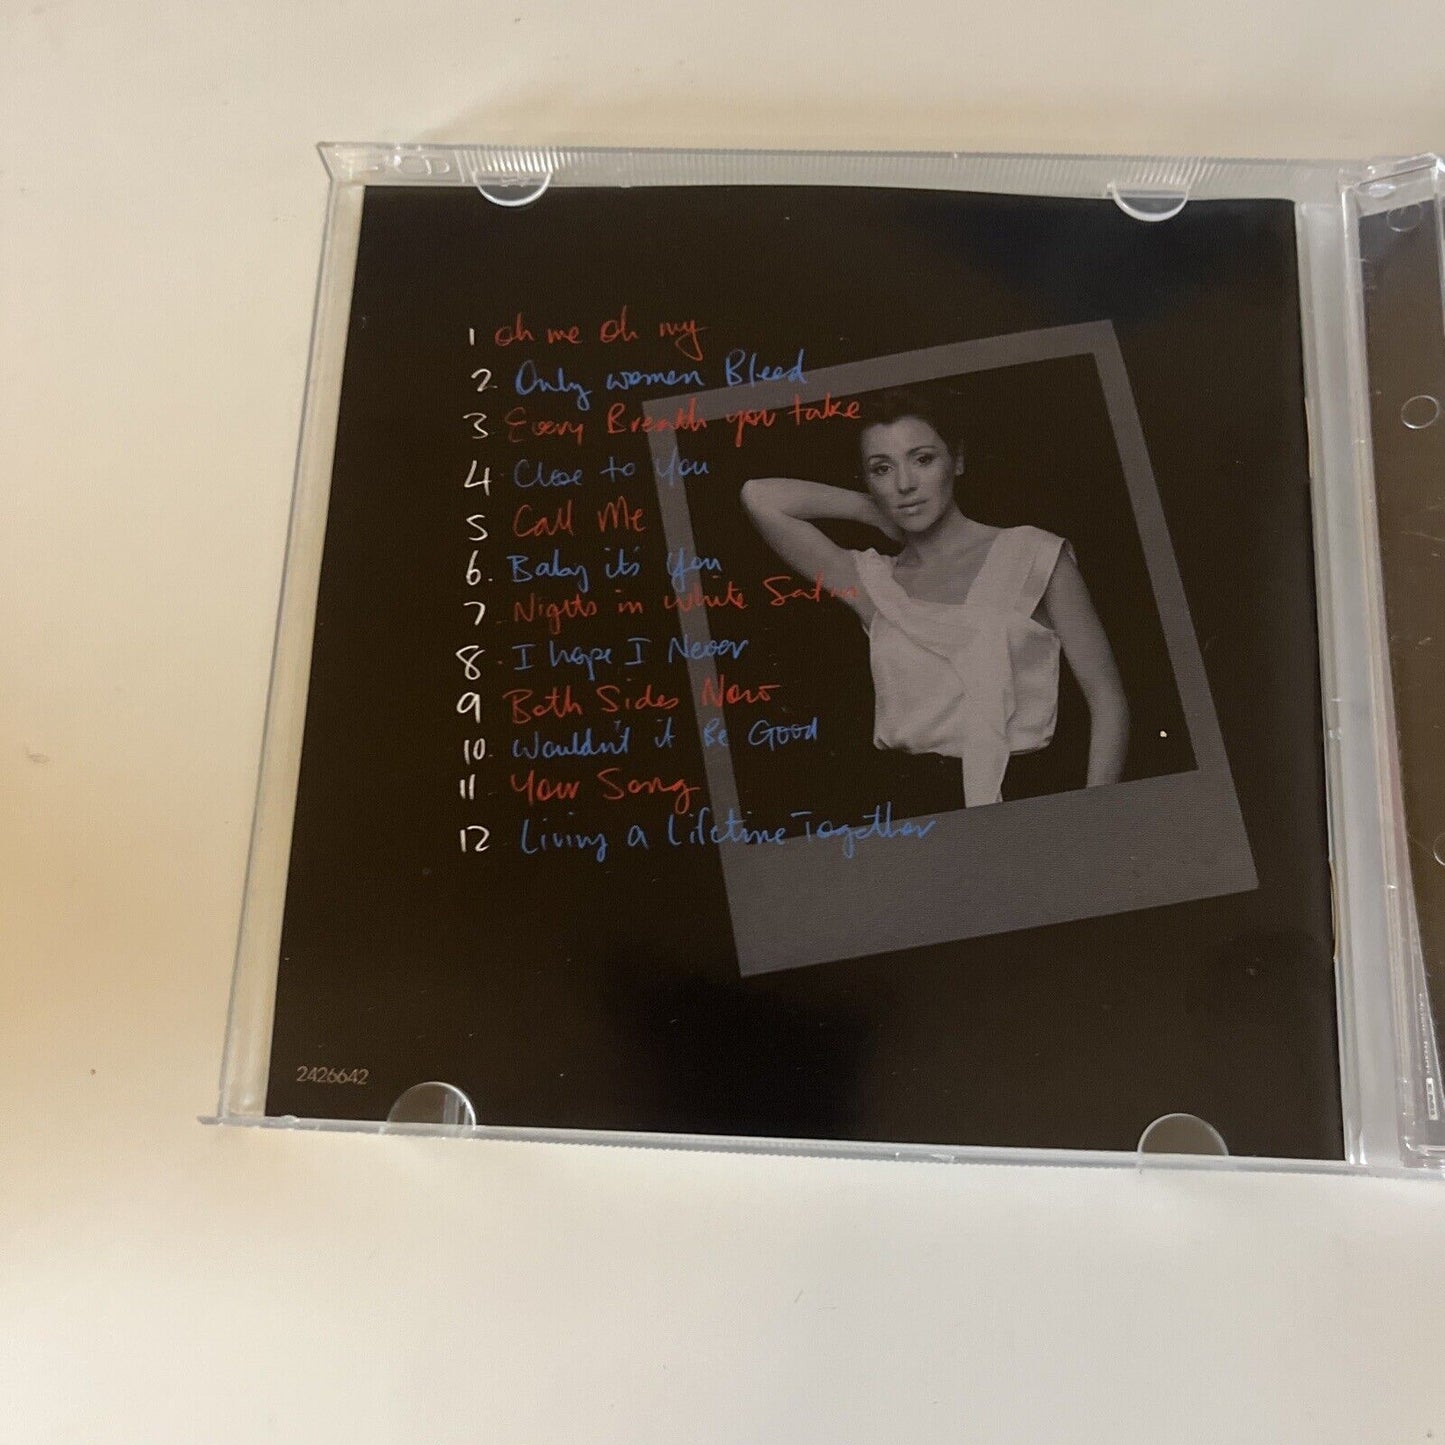 1 oh me oh my
2 Only women Bleed
3. Every Breath you take
4 Close to You
5 Call Me
6. Baby it's You
7 Nights in white Satin
8. I hope I Never
9 Both Sides Now
10. Wouldn't it Be Good
11 Your Song
12 Living a Lifetime Together
2426642